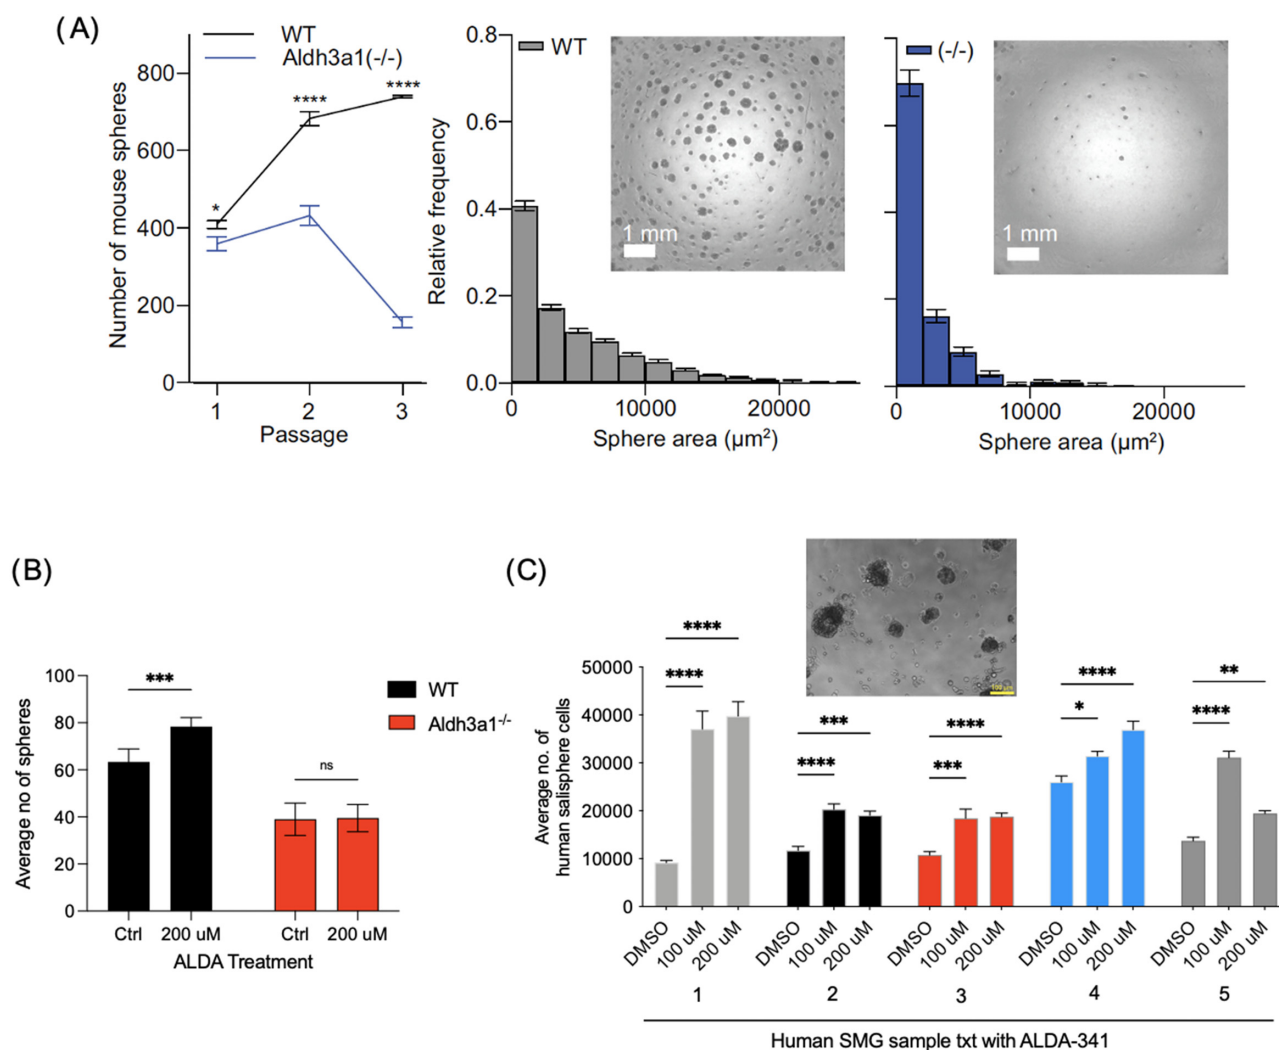 (A)
WT
Aldh3a1(-/-)
Number of mouse spheres
800
600
400
200
0
*
****
****
1
2
3
Passage
Relative frequency
0.8
0.6
0.4
0.2
0.0
WT
1 mm
0
10000
20000
Sphere area (µm²)
(-/-)
1 mm
0
10000
20000
Sphere area (µm²)
(B)
Average no of spheres
100
80
60
40
20
0
***
ns
WT
Aldh3a1-/-
Ctrl
200 uM
Ctrl
200 uM
ALDA Treatment
(C)
100 µm
Average no. of
human salisphere cells
50000
40000
30000
20000
10000
0
****
****
***
****
****
***
****
*
**
****
DMSO
100 uM
200 uM
DMSO
100 uM
200 uM
DMSO
100 uM
200 uM
DMSO
100 uM
200 uM
DMSO
100 uM
200 uM
1
2
3
4
5
Human SMG sample txt with ALDA-341